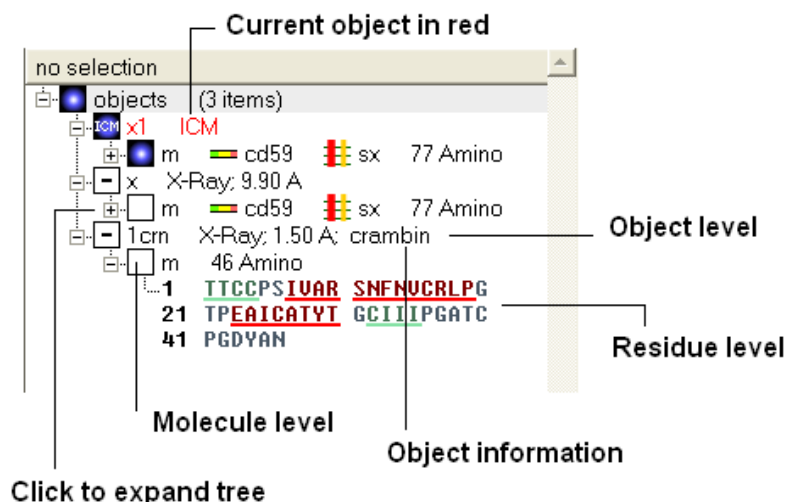 Current object in red
no selection
objects (3 items)
ICM x1 ICM
m cd59 sx 77 Amino
x X-Ray; 9.90 A
m cd59 sx 77 Amino
1crn X-Ray; 1.50 A; crambin
Object level
m 46 Amino
1 TTCCPSIVAR SNFNVCRLPG
21 TPEAICATYT GCIIIPGATC
41 PGDYAN
Residue level
Molecule level
Object information
Click to expand tree